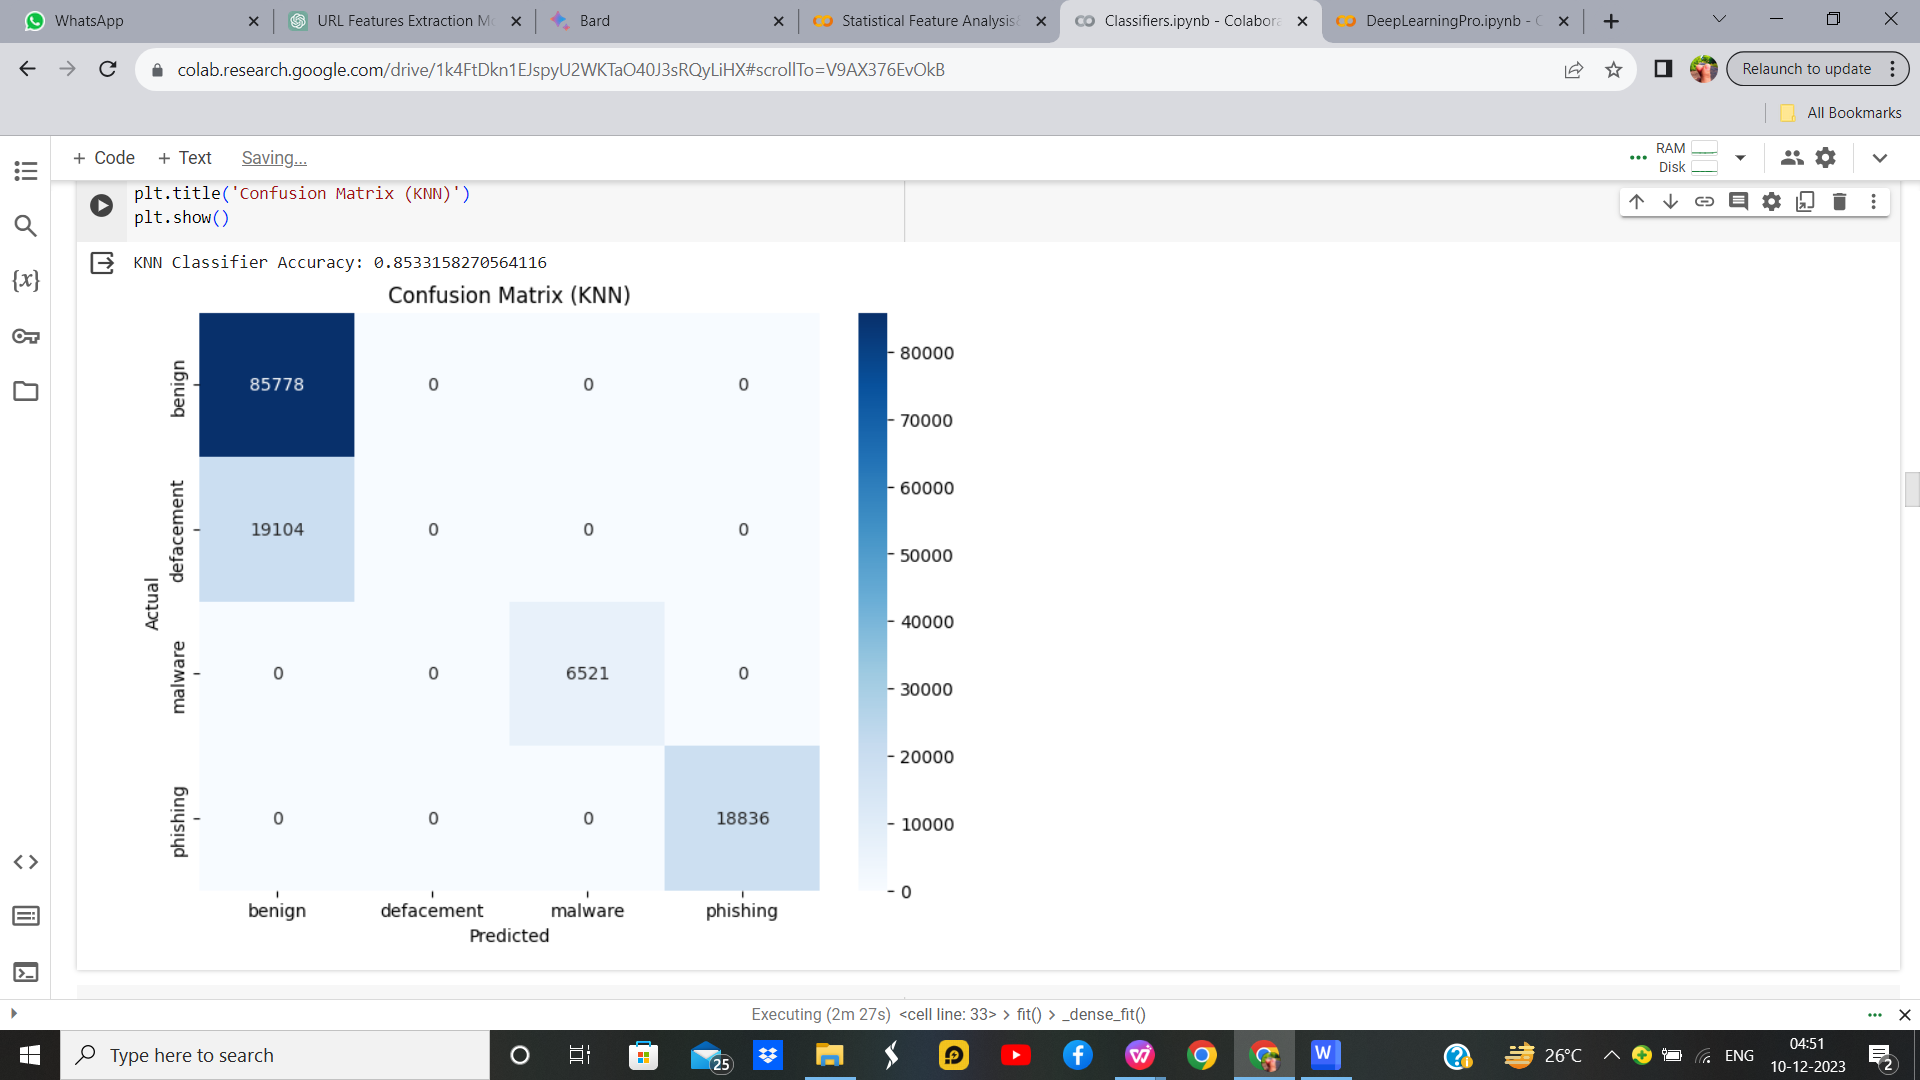 WhatsApp
URL Features Extraction Mo
Bard
Statistical Feature Analysis
Classifiers.ipynb - Colabora
DeepLearningPro.ipynb - C
colab.research.google.com/drive/1k4FtDkn1EJspyU2WKTaO40J3sRQyLiHX#scrollTo=V9AX376EvOkB
Relaunch to update
All Bookmarks
+ Code + Text Saving...
RAM
Disk
plt.title('Confusion Matrix (KNN)')
plt.show()
{x}
KNN Classifier Accuracy: 0.8533158270564116
Confusion Matrix (KNN)
benign
85778 0 0 0
defacement
19104 0 0 0
Actual
malware
0 0 6521 0
phishing
0 0 0 18836
benign defacement malware phishing
Predicted
80000
70000
60000
50000
40000
30000
20000
10000
0
Executing (2m 27s) <cell line: 33> > fit() > _dense_fit()
Type here to search
25
W
26°C
ENG
04:51
10-12-2023
2